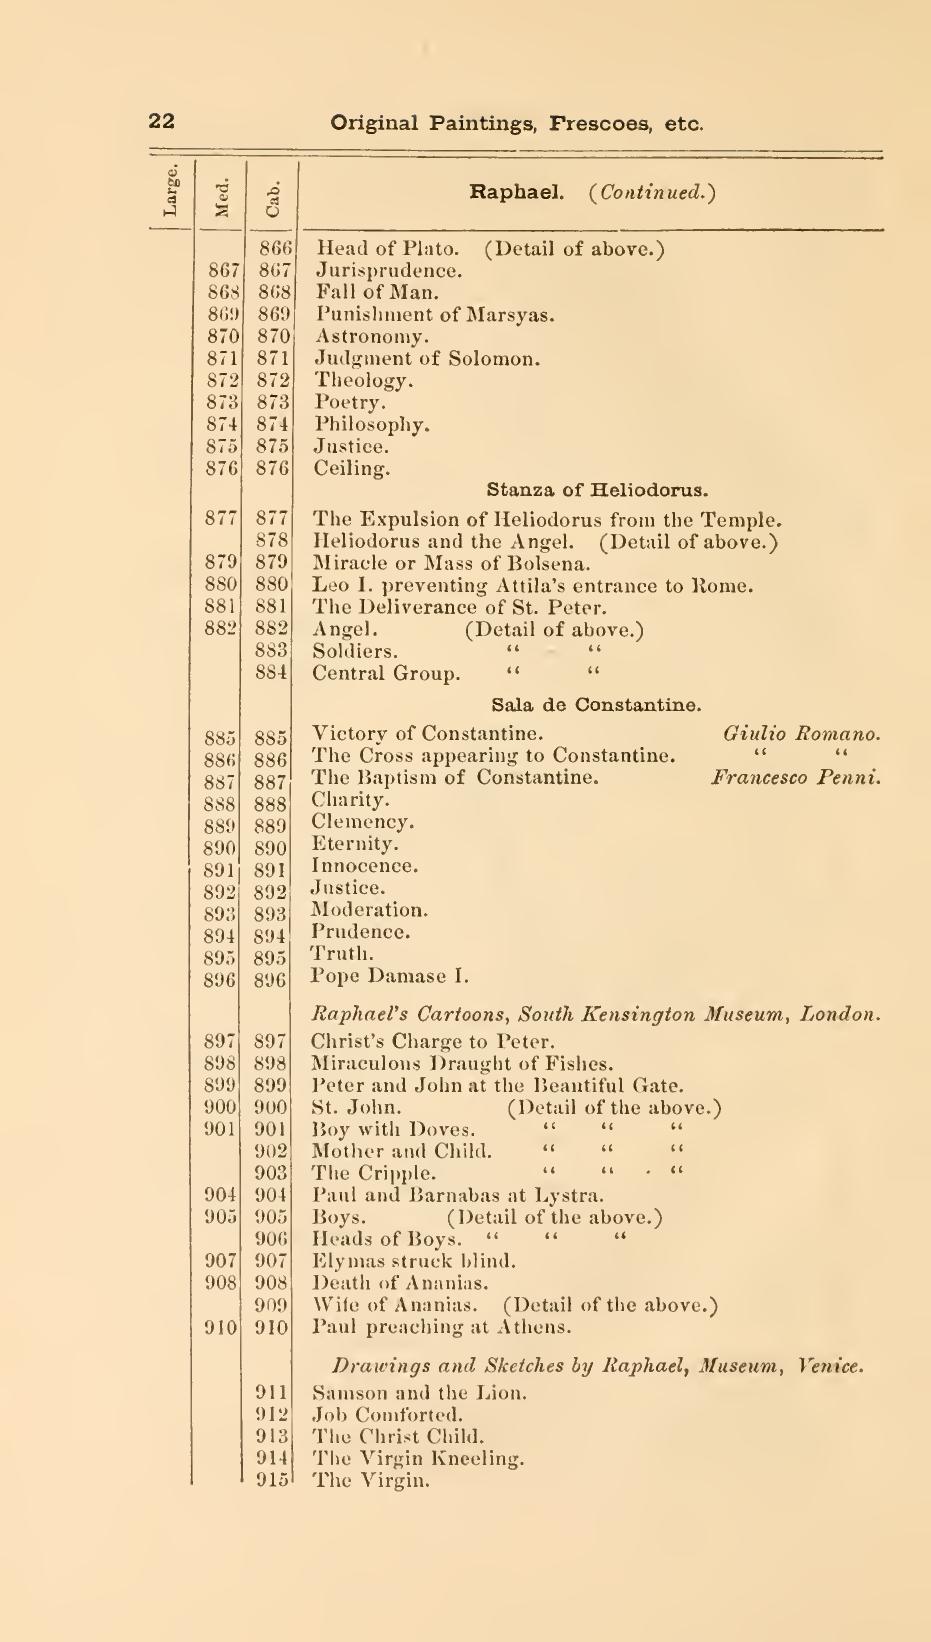 22 Original Paintings, Frescoes, etc.
Large. Med. Cab. Raphael. (Continued.)
866 Head of Plato. (Detail of above.)
867 867 Jurisprudence.
868 868 Fall of Man.
869 869 Punishment of Marsyas.
870 870 Astronomy.
871 871 Judgment of Solomon.
872 872 Theology.
873 873 Poetry.
874 874 Philosophy.
875 875 Justice.
876 876 Ceiling.
Stanza of Heliodorus.
877 877 The Expulsion of Heliodorus from the Temple.
878 Heliodorus and the Angel. (Detail of above.)
879 879 Miracle or Mass of Bolsena.
880 880 Leo I. preventing Attila's entrance to Rome.
881 881 The Deliverance of St. Peter.
882 882 Angel. (Detail of above.)
883 Soldiers. “ “
884 Central Group. “ “
Sala de Constantine.
885 885 Victory of Constantine. Giulio Romano.
886 886 The Cross appearing to Constantine. “ “
887 887 The Baptism of Constantine. Francesco Penni.
888 888 Charity.
889 889 Clemency.
890 890 Eternity.
891 891 Innocence.
892 892 Justice.
893 893 Moderation.
894 894 Prudence.
895 895 Truth.
896 896 Pope Damase I.
Raphael's Cartoons, South Kensington Museum, London.
897 897 Christ's Charge to Peter.
898 898 Miraculous Draught of Fishes.
899 899 Peter and John at the Beautiful Gate.
900 900 St. John. (Detail of the above.)
901 901 Boy with Doves. “ “ “
902 Mother and Child. “ “ “
903 The Cripple. “ “ “
904 904 Paul and Barnabas at Lystra.
905 905 Boys. (Detail of the above.)
906 Heads of Boys. “ “ “
907 907 Elymas struck blind.
908 908 Death of Ananias.
909 Wife of Ananias. (Detail of the above.)
910 910 Paul preaching at Athens.
Drawings and Sketches by Raphael, Museum, Venice.
911 Samson and the Lion.
912 Job Comforted.
913 The Christ Child.
914 The Virgin Kneeling.
915 The Virgin.